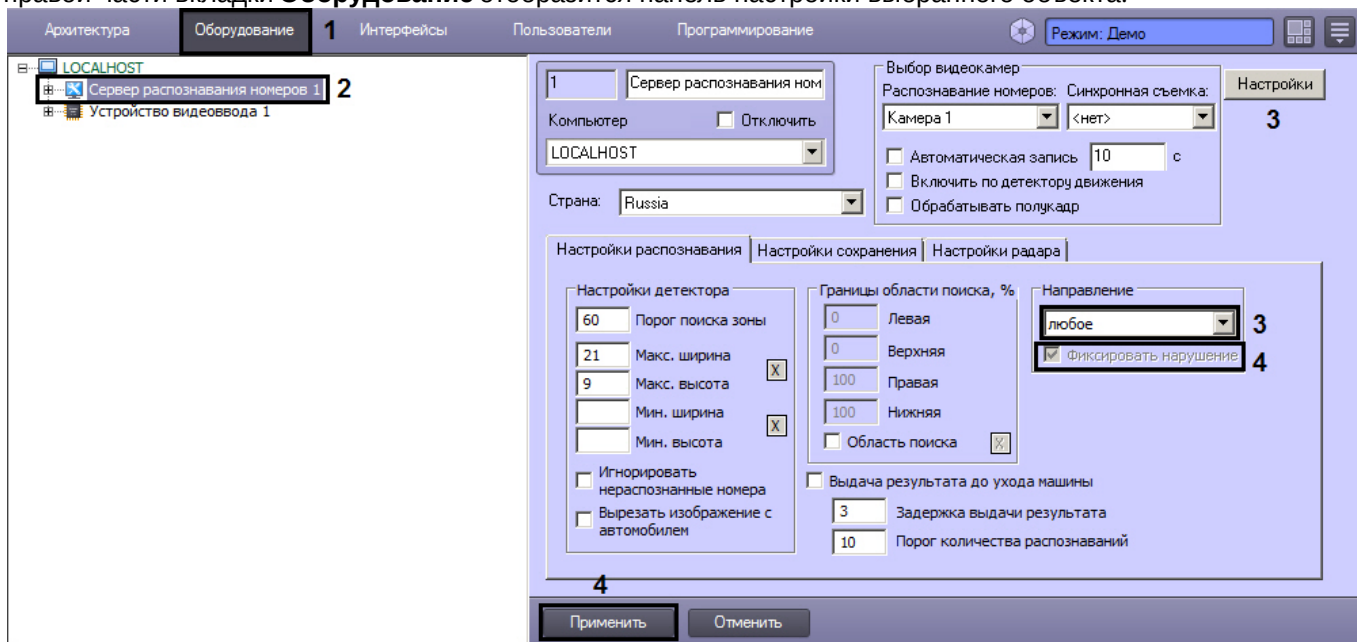 правой части вкладки Оборудование отобразится панель настройки выбранного объекта.
Архитектура Оборудование 1 Интерфейсы Пользователи Программирование Режим: Демо
LOCALHOST
Сервер распознавания номеров 1 2
Устройство видеоввода 1
1 Сервер распознавания ном
Компьютер Отключить
LOCALHOST
Страна: Russia
Выбор видеокамер
Распознавание номеров: Синхронная съемка:
Камера 1 <нет>
Автоматическая запись 10 с
Включить по детектору движения
Обрабатывать полукадр
Настройки
3
Настройки распознавания Настройки сохранения Настройки радара
Настройки детектора
60 Порог поиска зоны
21 Макс. ширина
9 Макс. высота
X
Мин. ширина
Мин. высота
X
Игнорировать
нераспознанные номера
Вырезать изображение с
автомобилем
Границы области поиска, %
0 Левая
0 Верхняя
100 Правая
100 Нижняя
Область поиска X
Направление
любое 3
Фиксировать нарушение 4
Выдача результата до ухода машины
3 Задержка выдачи результата
10 Порог количества распознаваний
4
Применить Отменить